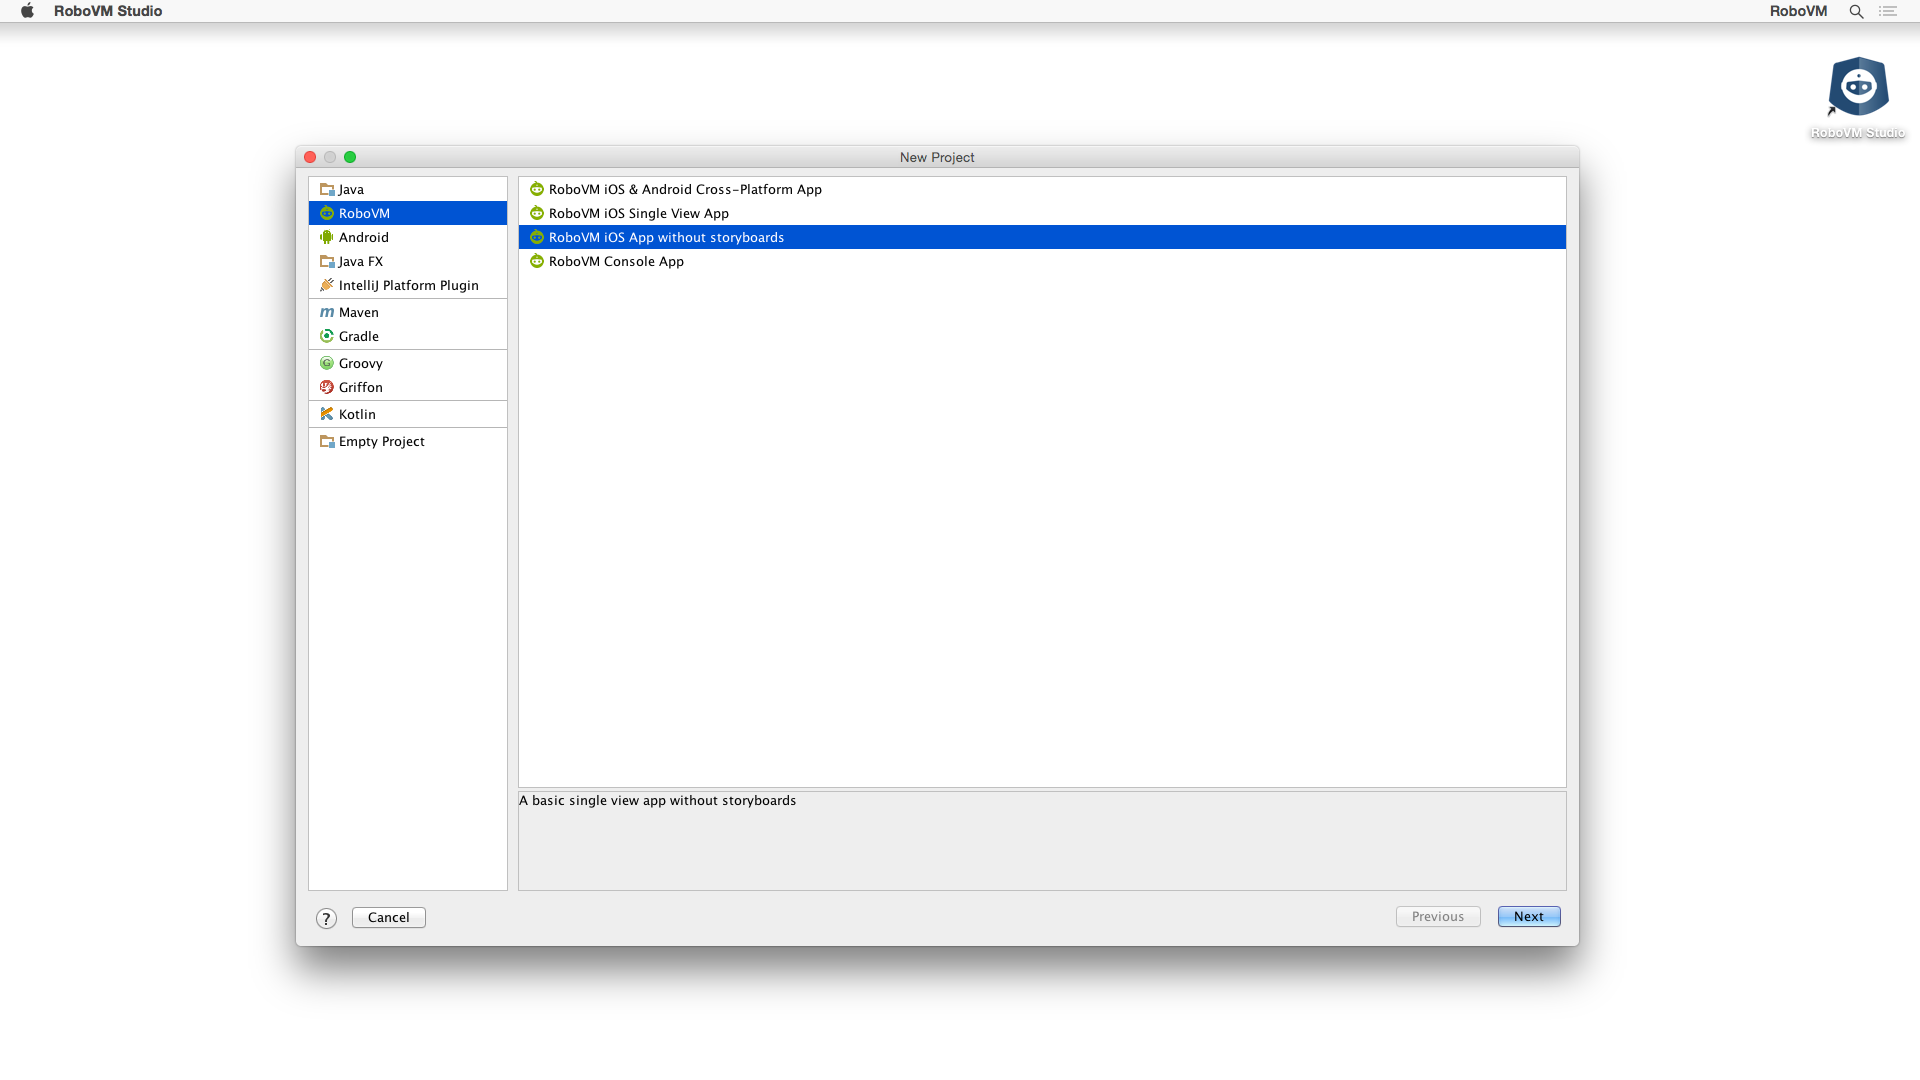 RoboVM Studio
RoboVM
RoboVM Studio
New Project
Java
RoboVM
Android
Java FX
IntelliJ Platform Plugin
m Maven
Gradle
G Groovy
Griffon
Kotlin
Empty Project
RoboVM iOS & Android Cross-Platform App
RoboVM iOS Single View App
RoboVM iOS App without storyboards
RoboVM Console App
A basic single view app without storyboards
? Cancel
Previous
Next